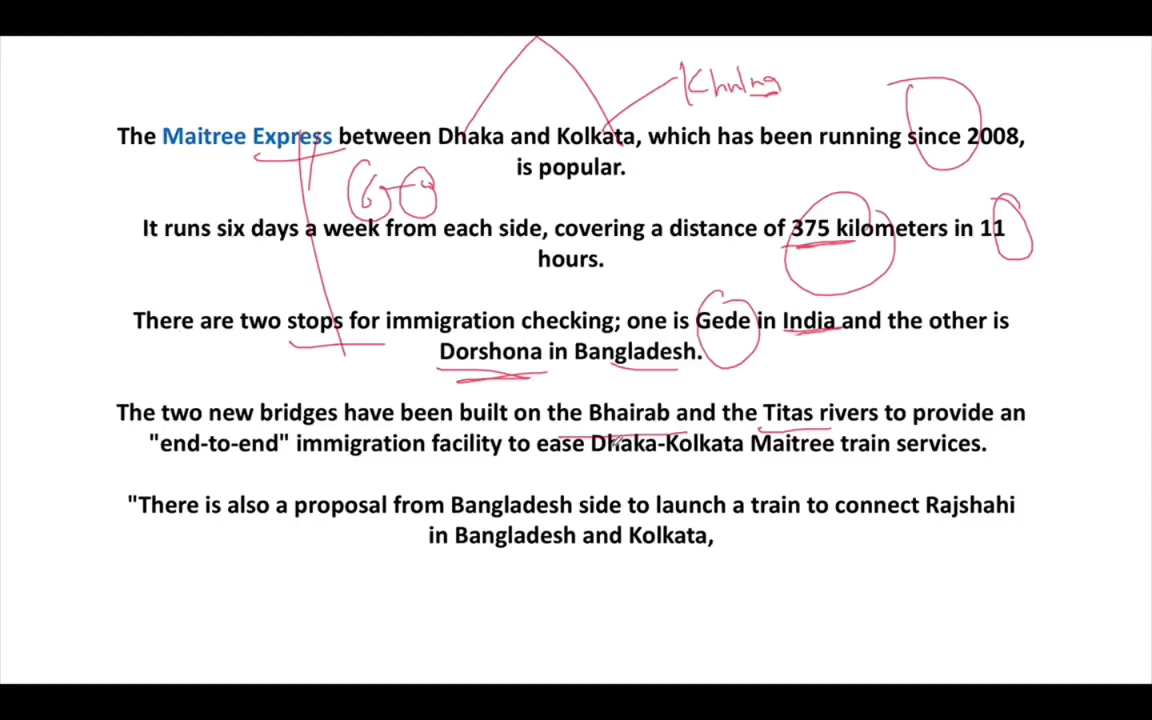 The Maitree Express between Dhaka and Kolkata, which has been running since 2008,
is popular.
It runs six days a week from each side, covering a distance of 375 kilometers in 11
hours.
There are two stops for immigration checking; one is Gede in India and the other is
Dorshona in Bangladesh.
The two new bridges have been built on the Bhairab and the Titas rivers to provide an
"end-to-end" immigration facility to ease Dhaka-Kolkata Maitree train services.
"There is also a proposal from Bangladesh side to launch a train to connect Rajshahi
in Bangladesh and Kolkata,